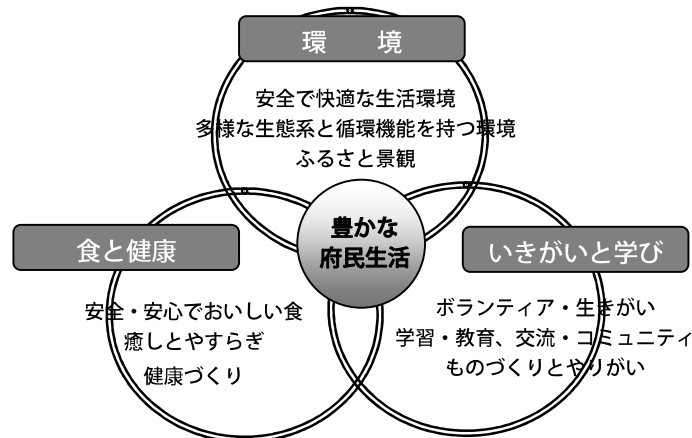 環　境
安全で快適な生活環境
多様な生態系と循環機能を持つ環境
ふるさと景観
豊かな
府民生活
食と健康
安全・安心でおいしい食
癒しとやすらぎ
健康づくり
いきがいと学び
ボランティア・生きがい
学習・教育、交流・コミュニティ
ものづくりとやりがい